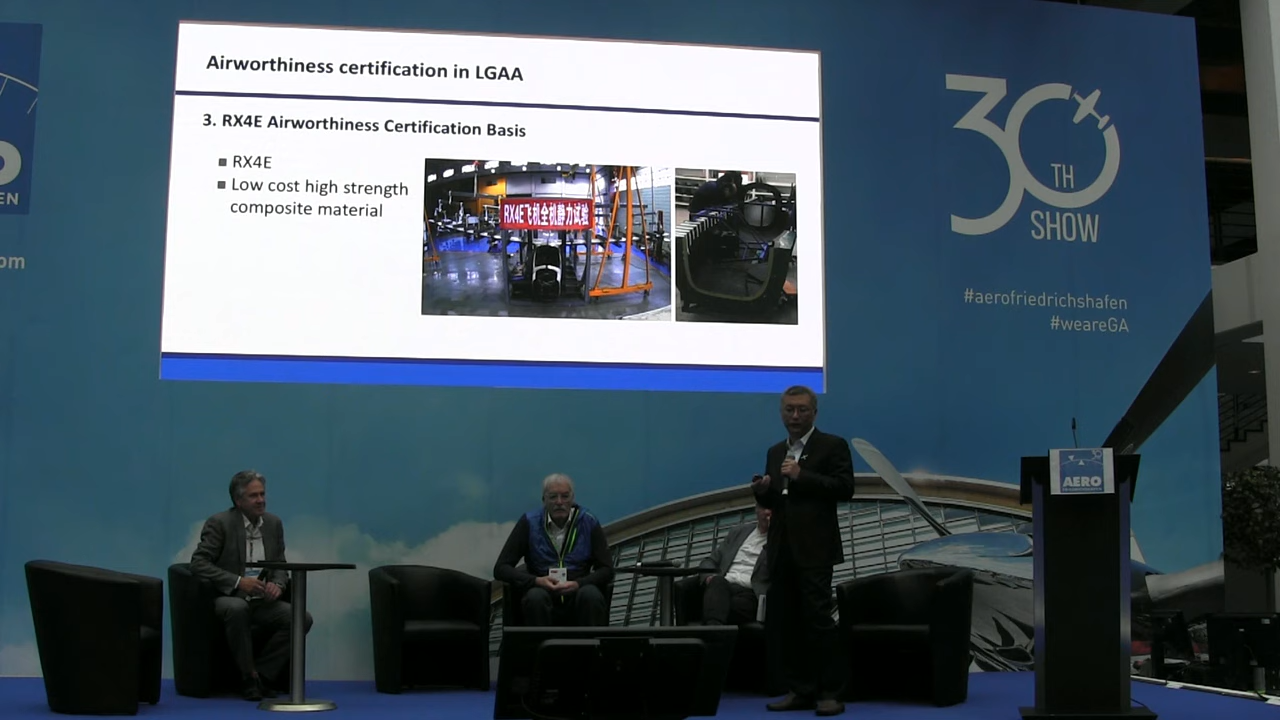 Airworthiness certification in LGAA
3. RX4E Airworthiness Certification Basis
RX4E
Low cost high strength
composite material
RX4E飞机全机静力试验
30
TH
SHOW
#aerofriedrichshafen
#weareGA
EN
om
AERO